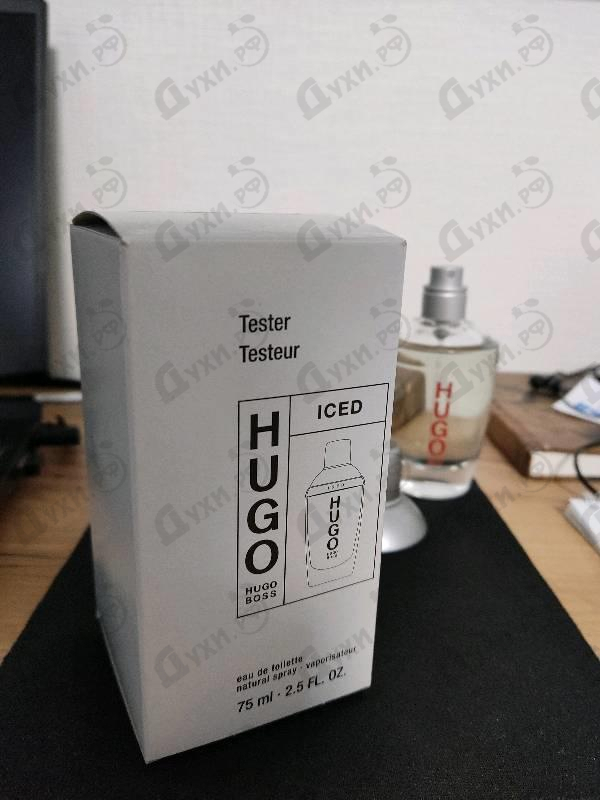 Tester
Testeur
HUGO
HUGO
BOSS
ICED
HUGO
eau de toilette
natural spray · vaporisateur
75 ml · 2.5 FL. OZ.
HUGO
Духи.рф